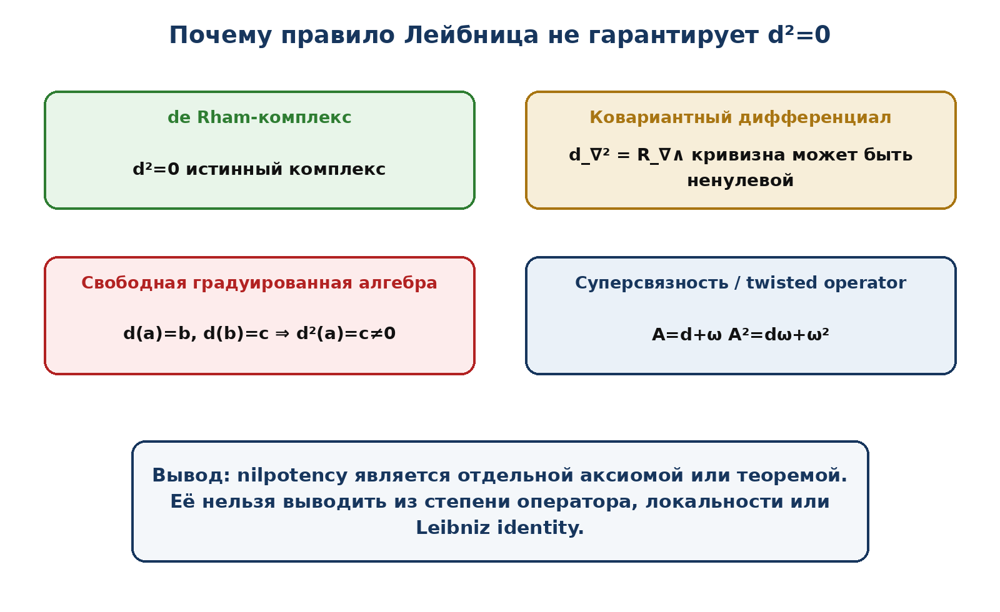 Почему правило Лейбница не гарантирует d²=0
de Rham-комплекс
d²=0 истинный комплекс
Ковариантный дифференциал
d_∇² = R_∇∧ кривизна может быть
ненулевой
Свободная градуированная алгебра
d(a)=b, d(b)=c ⇒ d²(a)=c≠0
Суперсвязность / twisted operator
A=d+ω A²=dω+ω²
Вывод: nilpotency является отдельной аксиомой или теоремой.
Её нельзя выводить из степени оператора, локальности или
Leibniz identity.